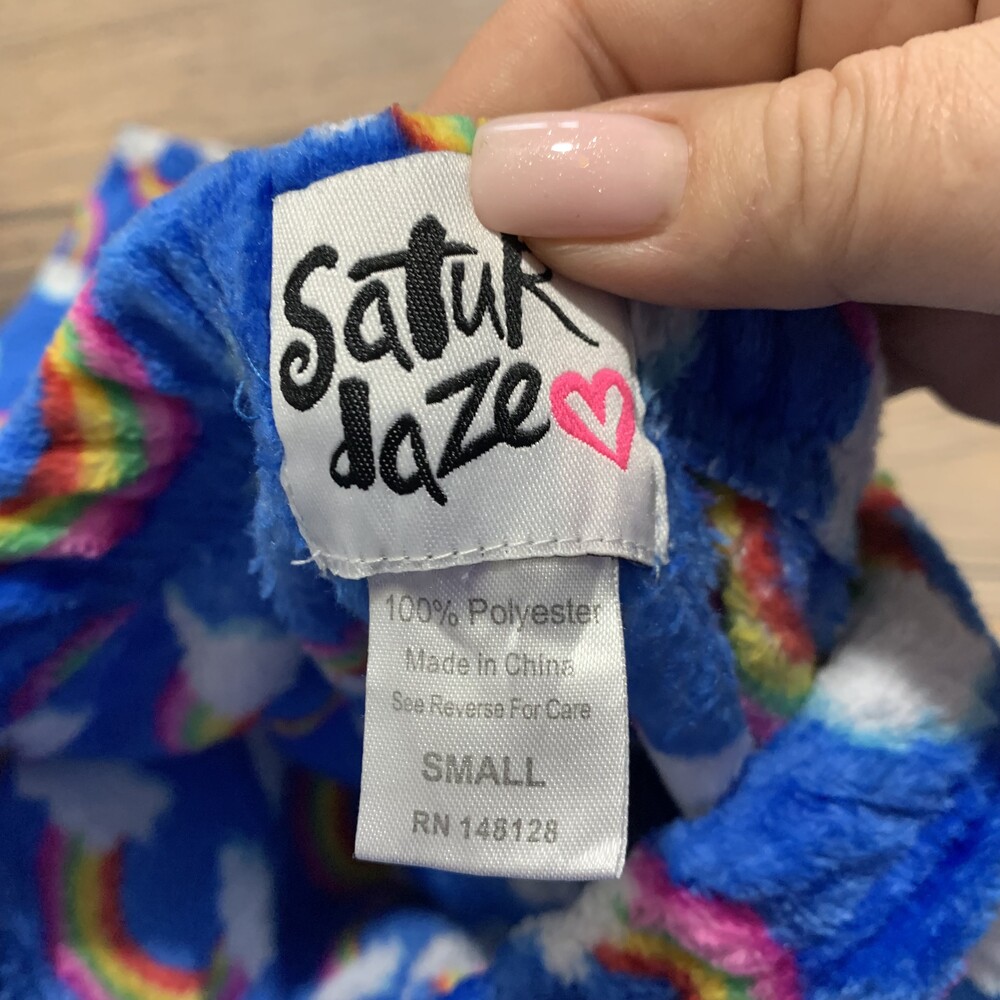 Satur
daze
100% Polyester
Made in China
See Reverse For Care
SMALL
RN 148128